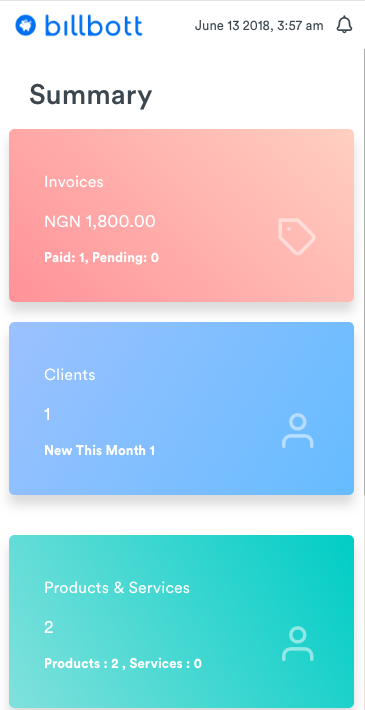 billbott
June 13 2018, 3:57 am
Summary
Invoices
NGN 1,800.00
Paid: 1, Pending: 0
Clients
1
New This Month 1
Products & Services
2
Products : 2 , Services : 0